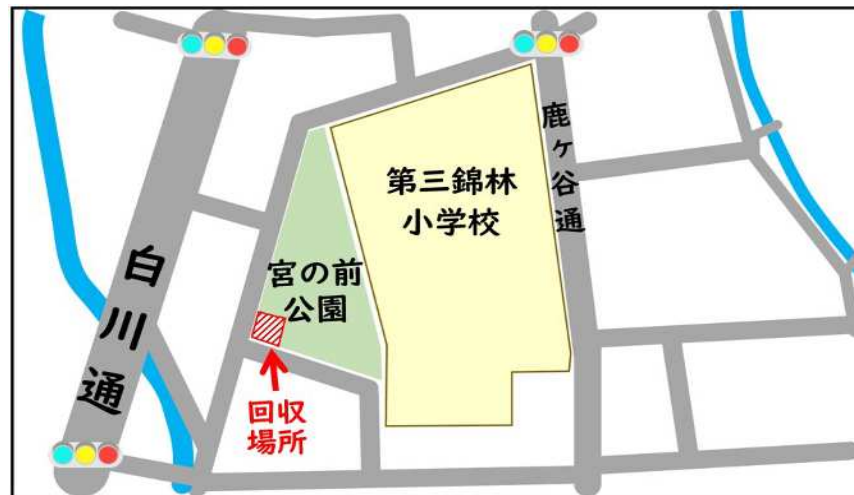 鹿ヶ谷通
第三錦林
小学校
宮の前
公園
白川通
回収
場所